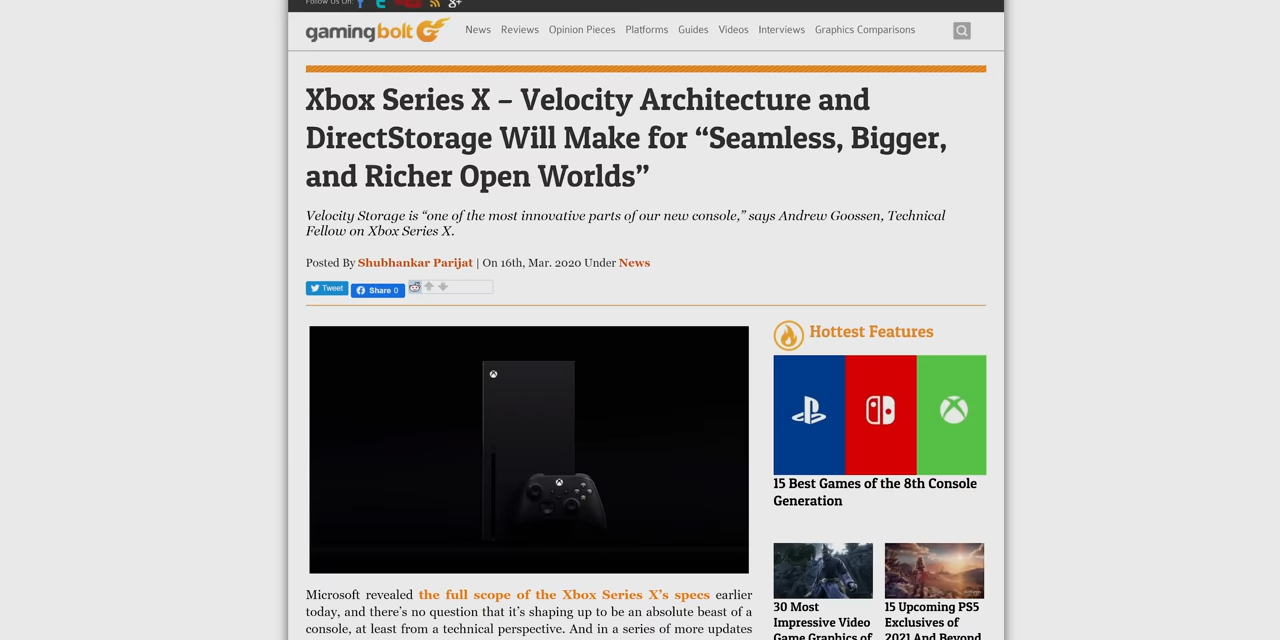 Follow Us On:
gamingbolt
News Reviews Opinion Pieces Platforms Guides Videos Interviews Graphics Comparisons
Xbox Series X – Velocity Architecture and
DirectStorage Will Make for “Seamless, Bigger,
and Richer Open Worlds”
Velocity Storage is “one of the most innovative parts of our new console,” says Andrew Goossen, Technical
Fellow on Xbox Series X.
Posted By Shubhankar Parijat | On 16th, Mar. 2020 Under News
Tweet Share 0
Hottest Features
15 Best Games of the 8th Console
Generation
Microsoft revealed the full scope of the Xbox Series X’s specs earlier
today, and there’s no question that it’s shaping up to be an absolute beast of a
console, at least from a technical perspective. And in a series of more updates
30 Most
Impressive Video
Game Graphics of
15 Upcoming PS5
Exclusives of
2021 And Beyond